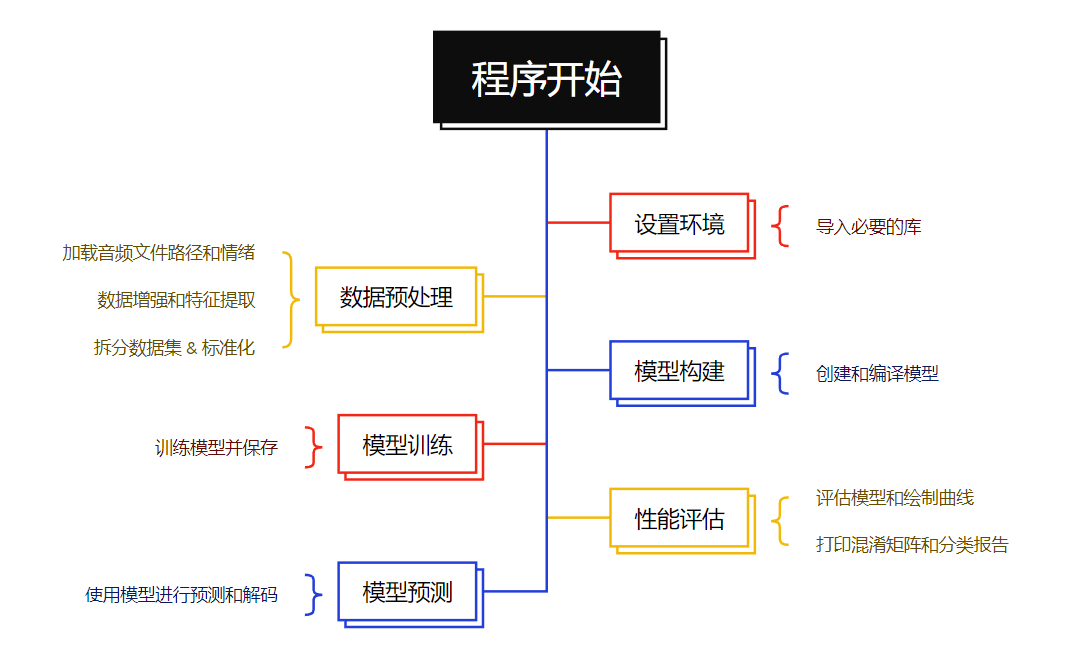 程序开始
设置环境
导入必要的库
数据预处理
加载音频文件路径和情绪
数据增强和特征提取
拆分数据集 & 标准化
模型构建
创建和编译模型
模型训练
训练模型并保存
性能评估
评估模型和绘制曲线
打印混淆矩阵和分类报告
模型预测
使用模型进行预测和解码